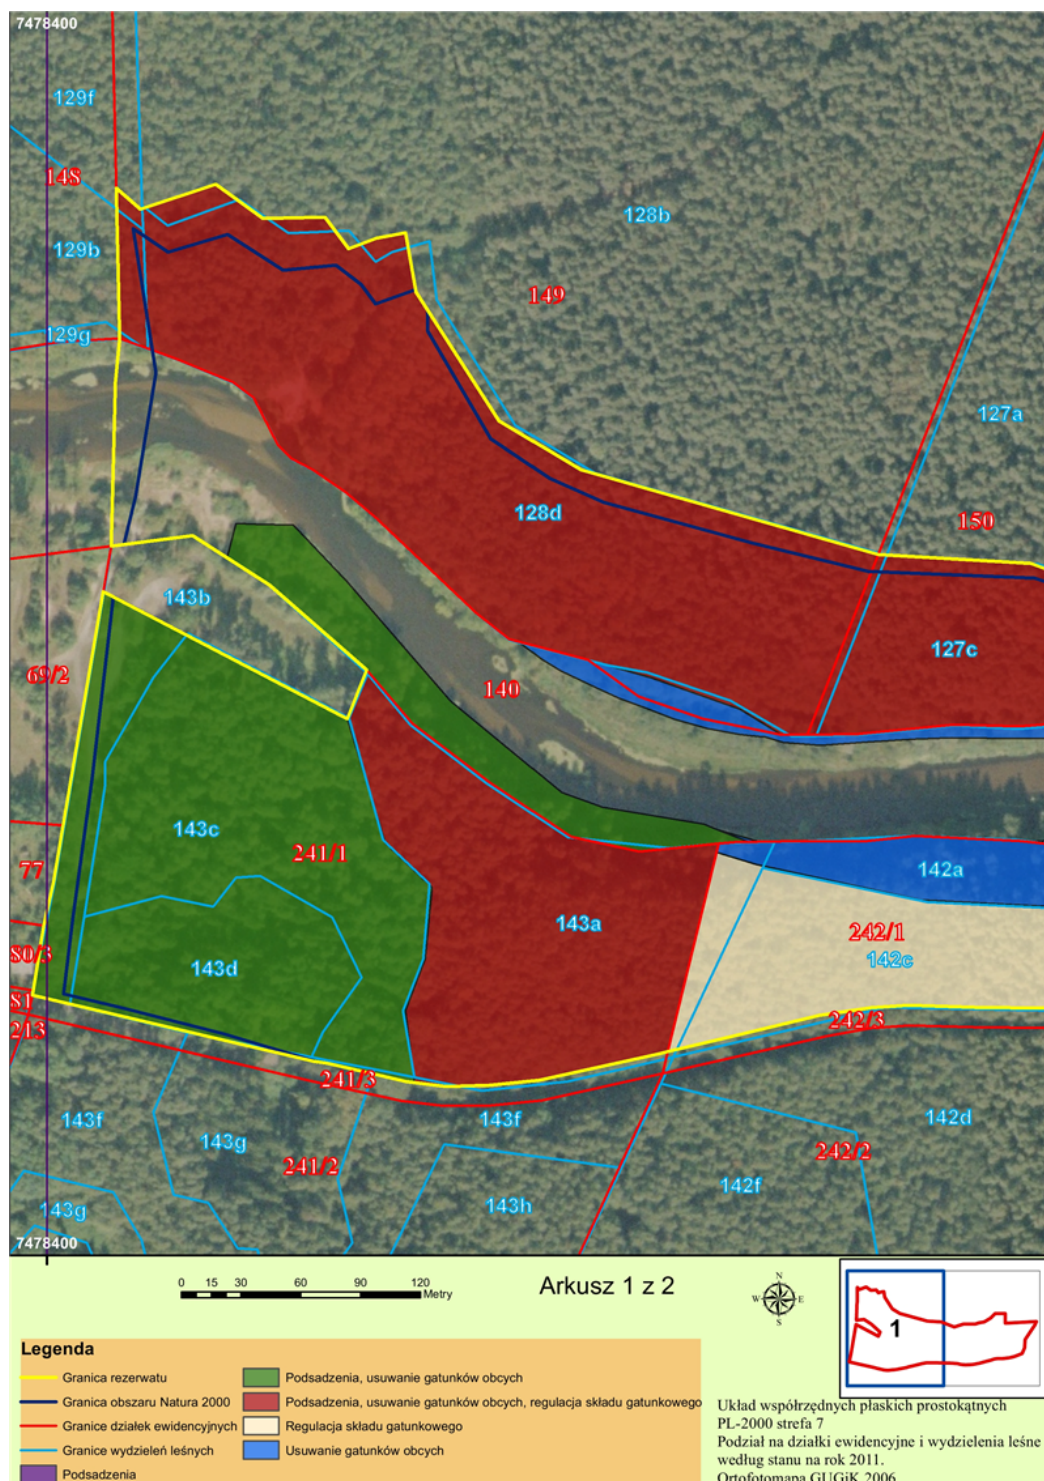 7478400
129f
148
128b
129b
149
129g
127a
128d
150
143b
127c
69/2
140
143c
241/1
77
142a
143a
242/1
80/3
142c
143d
81
242/3
213
241/3
143f
143f
142d
143g
242/2
241/2
142f
143h
143g
7478400
0 15 30 60 90 120
Metry
Arkusz 1 z 2
N
W E
S
1
Legenda
Granica rezerwatu
Granica obszaru Natura 2000
Granice działek ewidencyjnych
Granice wydzieleń leśnych
Podsadzenia
Podsadzenia, usuwanie gatunków obcych
Podsadzenia, usuwanie gatunków obcych, regulacja składu gatunkowego
Regulacja składu gatunkowego
Usuwanie gatunków obcych
Układ współrzędnych płaskich prostokątnych
PL-2000 strefa 7
Podział na działki ewidencyjne i wydzielenia leśne
według stanu na rok 2011.
Ortofotomapa GUGiK 2006